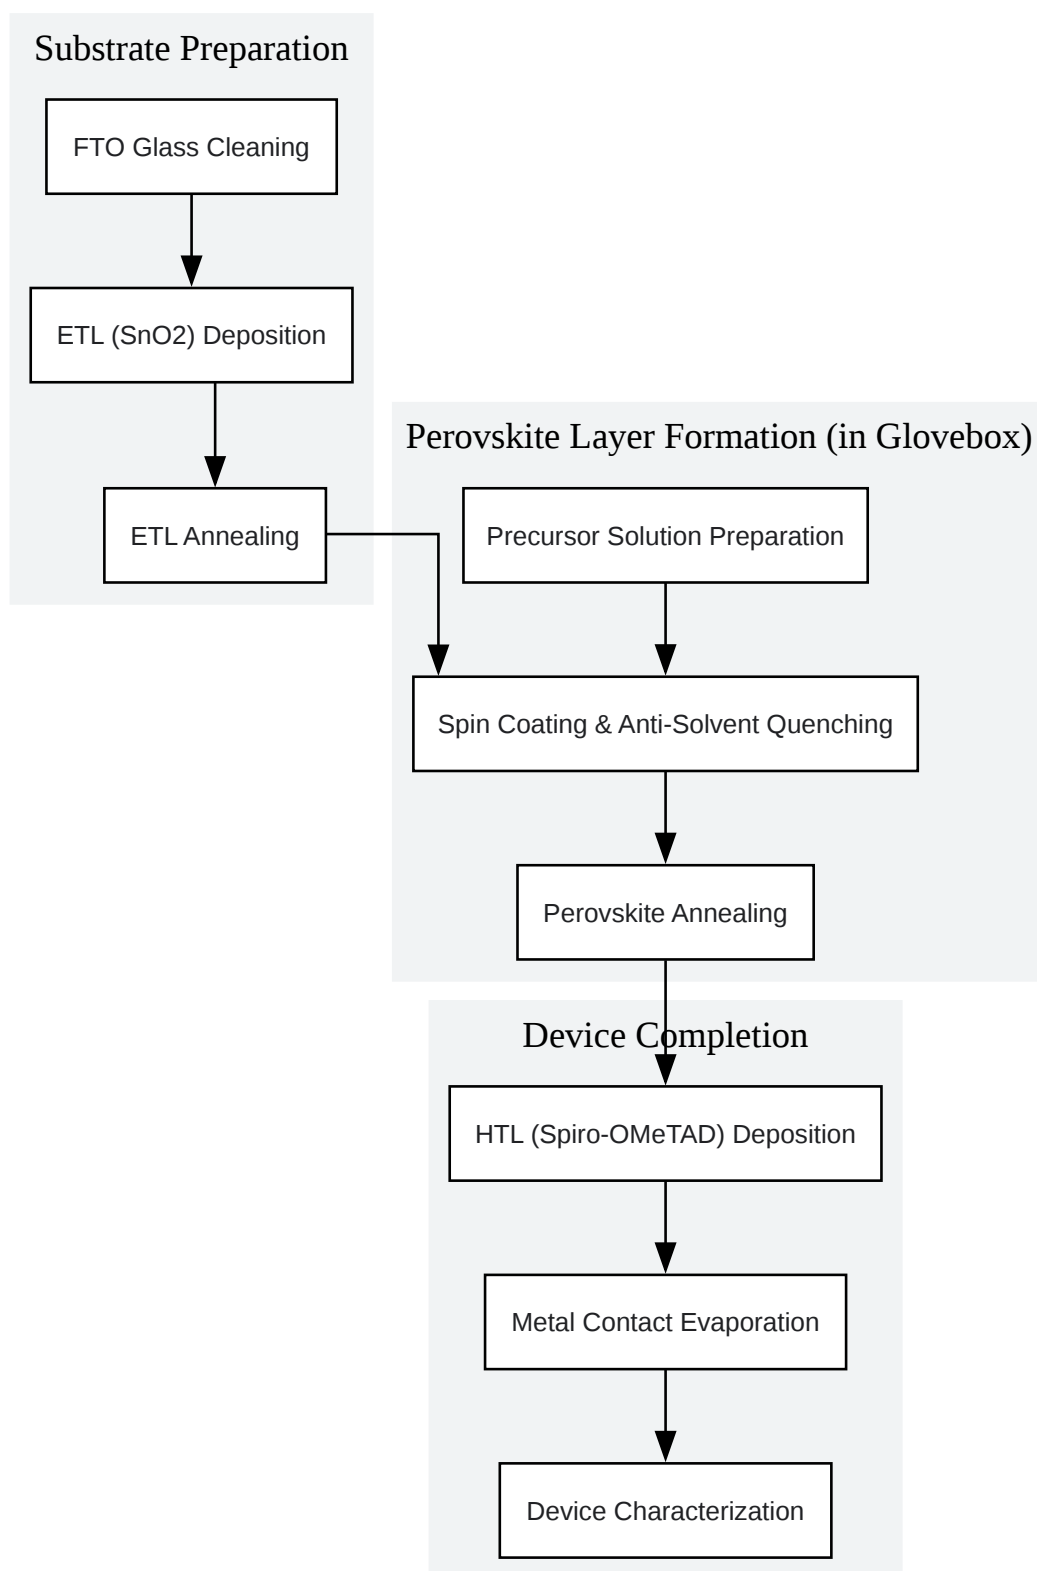 Substrate Preparation
FTO Glass Cleaning
ETL (SnO2) Deposition
ETL Annealing
Perovskite Layer Formation (in Glovebox)
Precursor Solution Preparation
Spin Coating & Anti-Solvent Quenching
Perovskite Annealing
Device Completion
HTL (Spiro-OMeTAD) Deposition
Metal Contact Evaporation
Device Characterization